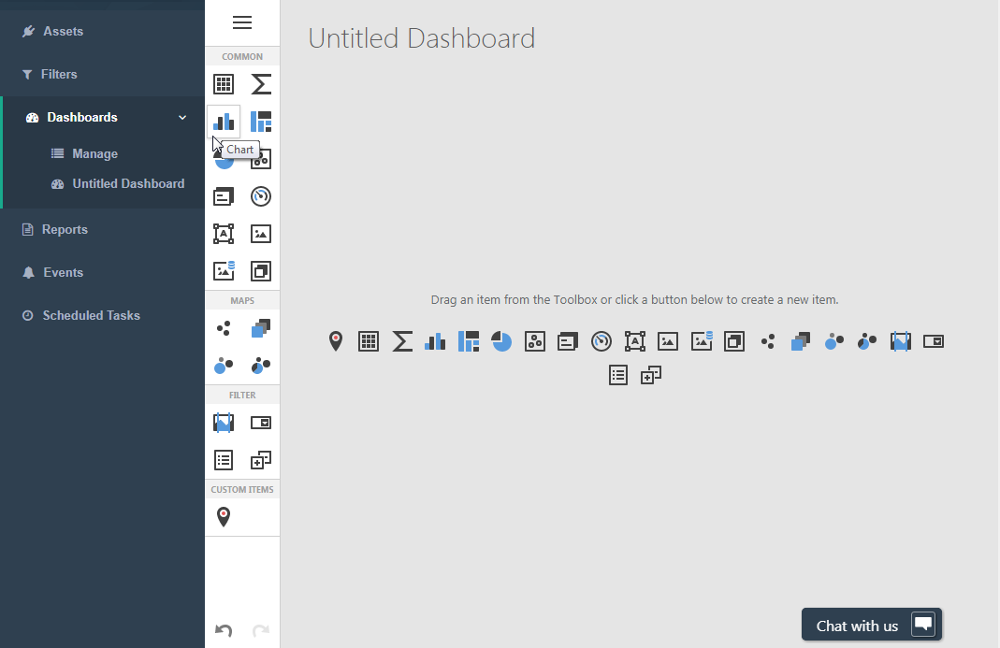 Assets
Filters
Dashboards
Manage
Untitled Dashboard
Reports
Events
Scheduled Tasks
COMMON
Chart
A
MAPS
FILTER
CUSTOM ITEMS
Untitled Dashboard
Drag an item from the Toolbox or click a button below to create a new item.
A
Chat with us